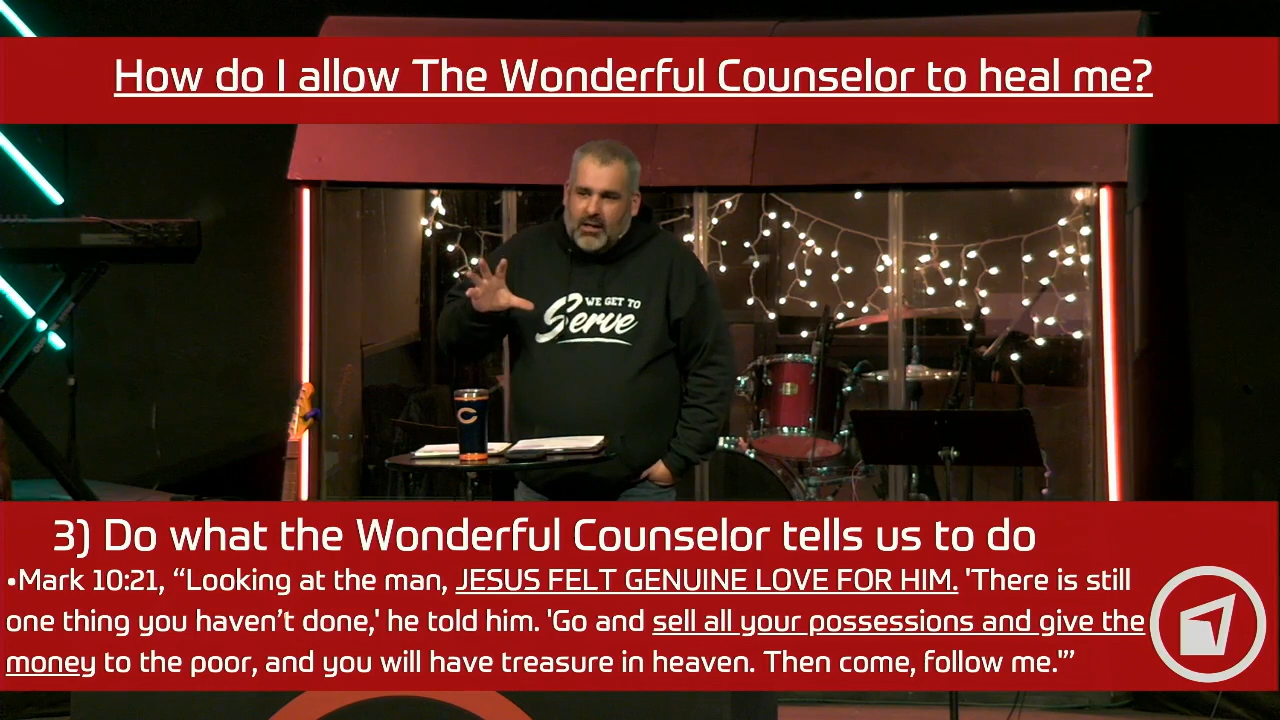 How do I allow The Wonderful Counselor to heal me?
WE GET TO
Serve
C
3) Do what the Wonderful Counselor tells us to do
•Mark 10:21, “Looking at the man, JESUS FELT GENUINE LOVE FOR HIM. 'There is still
one thing you haven’t done,' he told him. 'Go and sell all your possessions and give the
money to the poor, and you will have treasure in heaven. Then come, follow me.'”